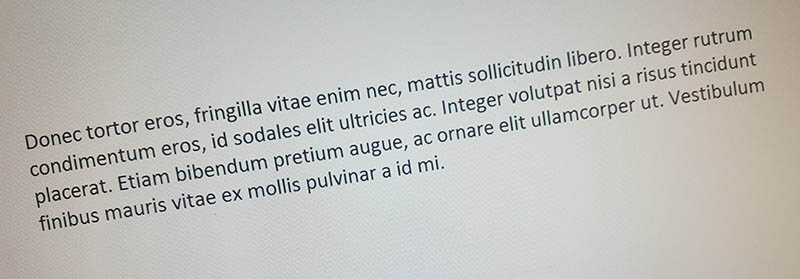 Donec tortor eros, fringilla vitae enim nec, mattis sollicitudin libero. Integer rutrum
condimentum eros, id sodales elit ultricies ac. Integer volutpat nisi a risus tincidunt
placerat. Etiam bibendum pretium augue, ac ornare elit ullamcorper ut. Vestibulum
finibus mauris vitae ex mollis pulvinar a id mi.